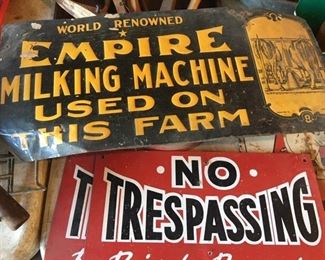 WORLD RENOWNED
EMPIRE
MILKING MACHINE
USED ON
THIS FARM
NO
TRESPASSING
T